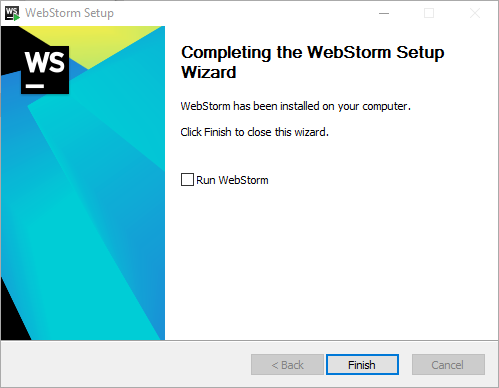 WS WebStorm Setup
WS
Completing the WebStorm Setup
Wizard
WebStorm has been installed on your computer.
Click Finish to close this wizard.
Run WebStorm
< Back Finish Cancel